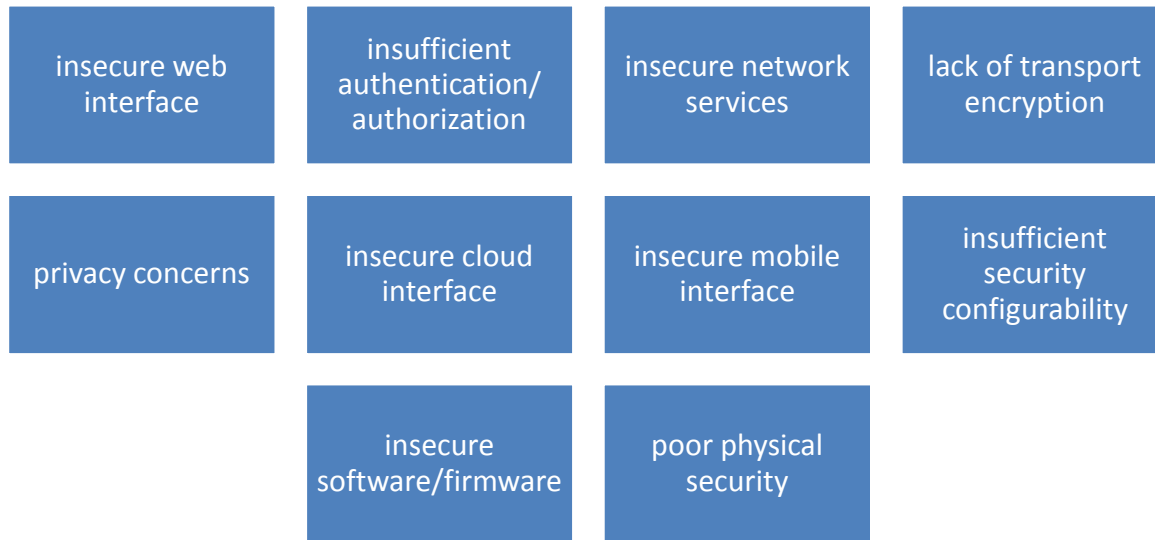 insecure web
interface
insufficient
authentication/
authorization
insecure network
services
lack of transport
encryption
privacy concerns
insecure cloud
interface
insecure mobile
interface
insufficient
security
configurability
insecure
software/firmware
poor physical
security